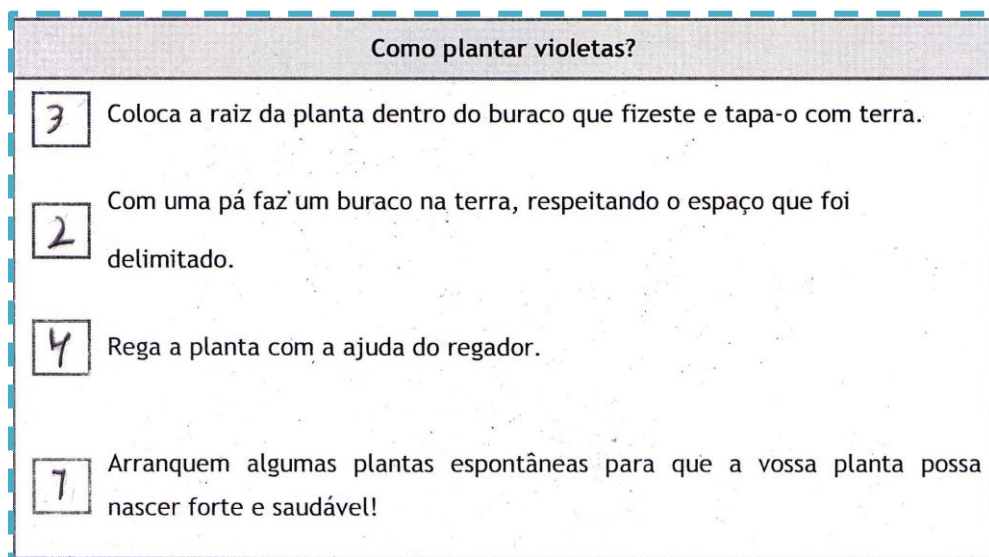 Como plantar violetas?
3 Coloca a raiz da planta dentro do buraco que fizeste e tapa-o com terra.
Com uma pá faz um buraco na terra, respeitando o espaço que foi
2
delimitado.
4 Rega a planta com a ajuda do regador.
1 Arranquem algumas plantas espontâneas para que a vossa planta possa
nascer forte e saudável!